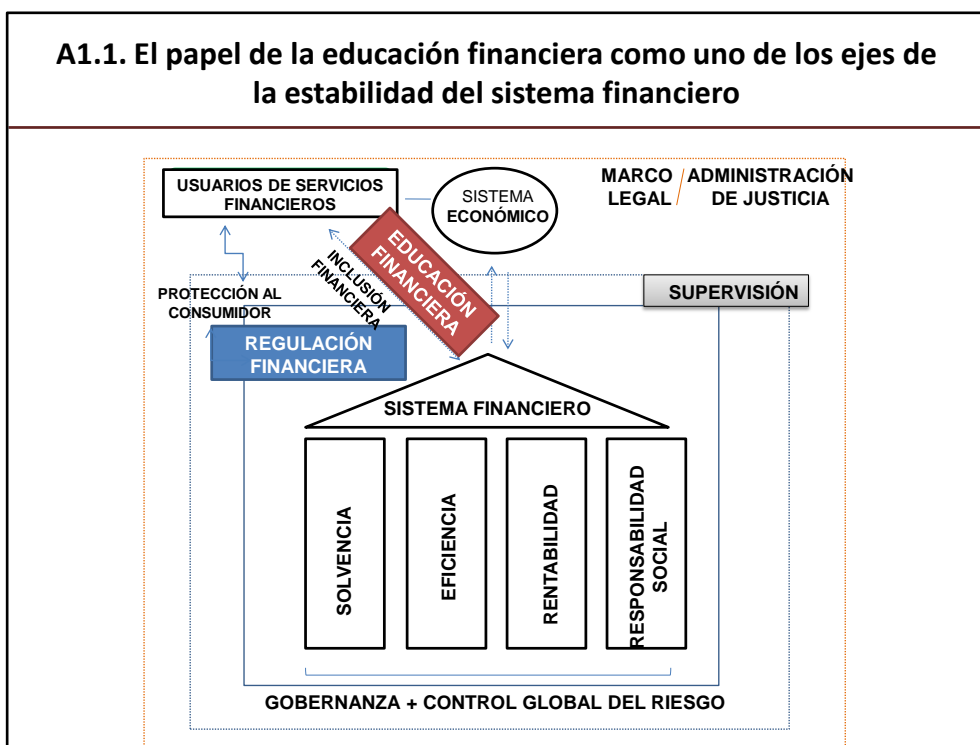 A1.1. El papel de la educación financiera como uno de los ejes de
la estabilidad del sistema financiero
USUARIOS DE SERVICIOS
FINANCIEROS
SISTEMA
ECONÓMICO
MARCO
LEGAL
/
ADMINISTRACIÓN
DE JUSTICIA
EDUCACIÓN
FINANCIERA
INCLUSIÓN
FINANCIERA
PROTECCIÓN AL
CONSUMIDOR
SUPERVISIÓN
REGULACIÓN
FINANCIERA
SISTEMA FINANCIERO
SOLVENCIA
EFICIENCIA
RENTABILIDAD
RESPONSABILIDAD
SOCIAL
GOBERNANZA + CONTROL GLOBAL DEL RIESGO